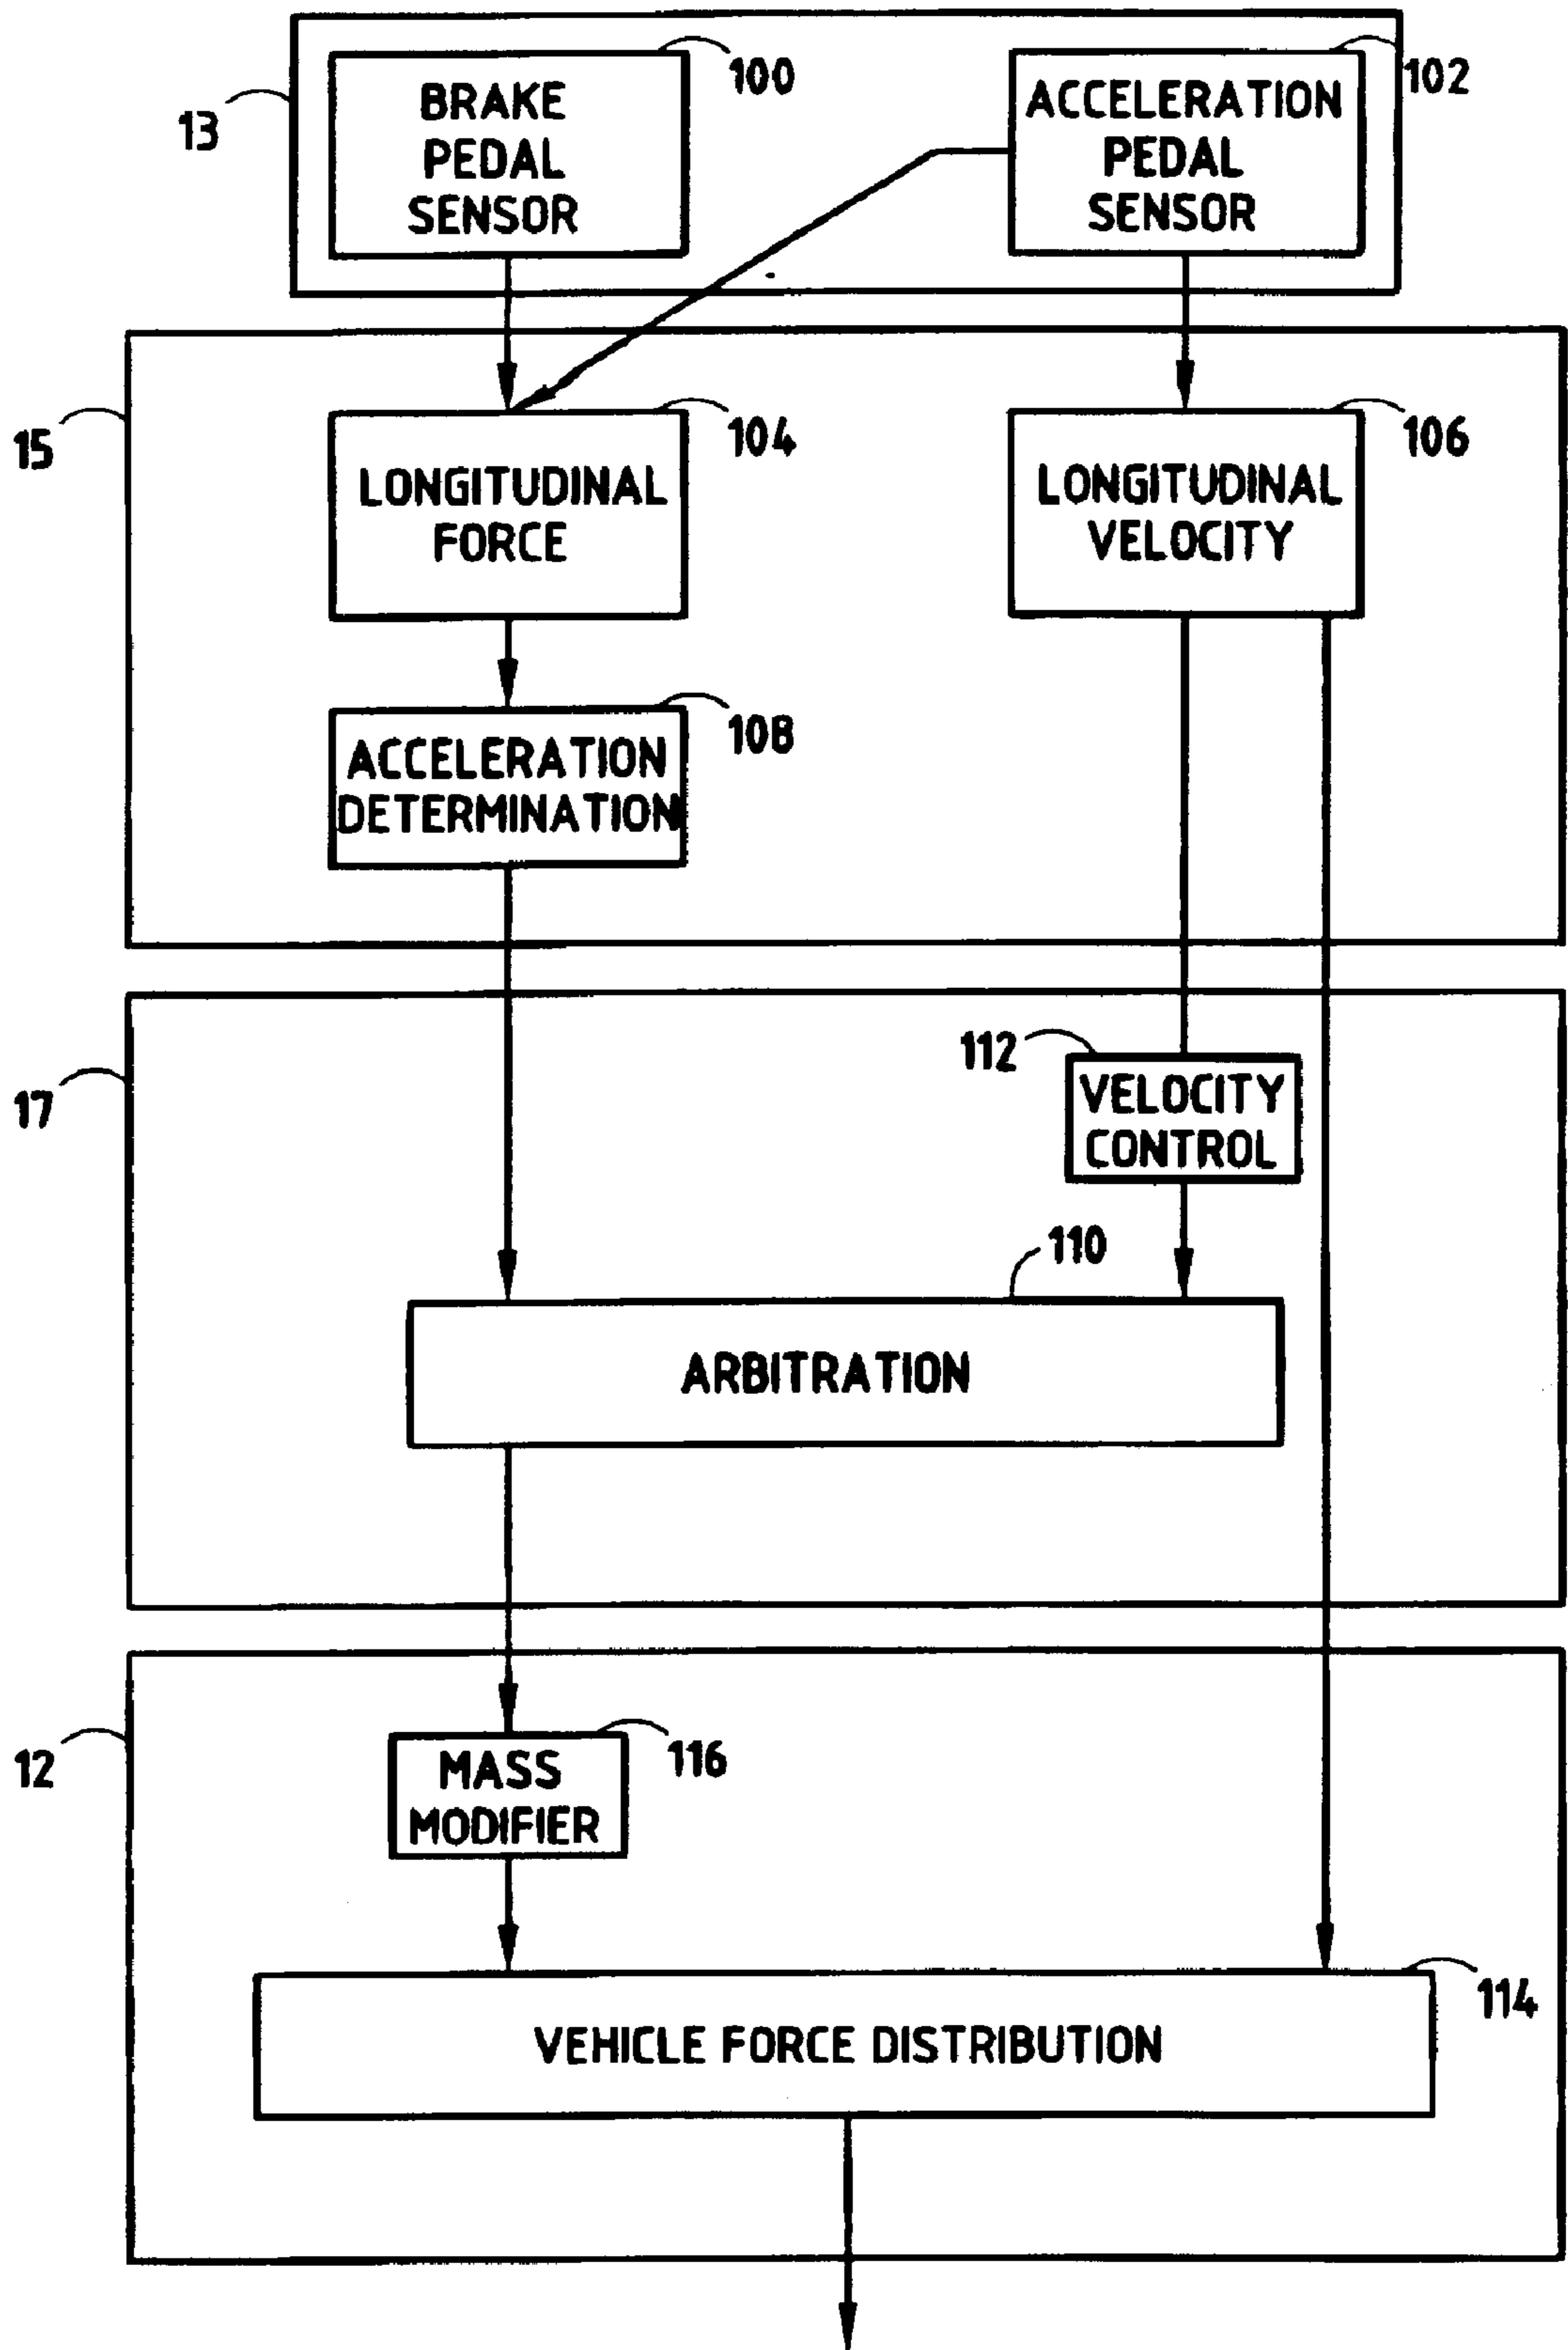 13
BRAKE
PEDAL
SENSOR
100
ACCELERATION
PEDAL
SENSOR
102
15
LONGITUDINAL
FORCE
104
LONGITUDINAL
VELOCITY
106
ACCELERATION
DETERMINATION
108
17
112
VELOCITY
CONTROL
110
ARBITRATION
12
MASS
MODIFIER
116
VEHICLE FORCE DISTRIBUTION
114